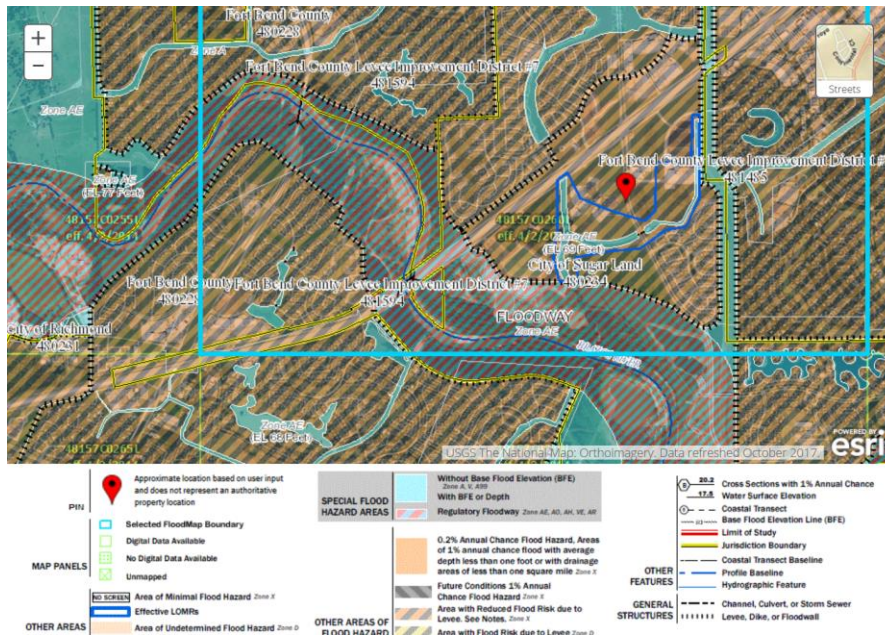 Fort Bend County
480228
Zone A
Fort Bend County Levee Improvement District #7
481594
Zone AE
Streets
Fort Bend County Levee Improvement District #
48148S
Zone AE
(EL 77 Feet)
eff. 4/2/2014
Zone AE
City of Sugar Land
480234
Fort Bend County
480228
Fort Bend County Levee Improvement District #7
481594
City of Richmond
480231
FLOODWAY
Zone AE
Zone AE
(EL 68 Feet)
USGS The National Map: Orthoimagery. Data refreshed October 2017.
POWERED BY
esri
PIN
Approximate location based on user input
and does not represent an authoritative
property location
MAP PANELS
Selected FloodMap Boundary
Digital Data Available
No Digital Data Available
Unmapped
OTHER AREAS
NO SCREEN Area of Minimal Flood Hazard Zone X
Effective LOMRs
Area of Undetermined Flood Hazard Zone D
SPECIAL FLOOD
HAZARD AREAS
Without Base Flood Elevation (BFE)
Zone A, V, A99
With BFE or Depth
Regulatory Floodway Zone AE, AO, AH, VE, AR
OTHER AREAS OF
FLOOD HAZARD
0.2% Annual Chance Flood Hazard, Areas
of 1% annual chance flood with average
depth less than one foot or with drainage
areas of less than one square mile Zone X
Future Conditions 1% Annual
Chance Flood Hazard Zone X
Area with Reduced Flood Risk due to
Levee. See Notes. Zone X
Area with Flood Risk due to Levee Zone D
OTHER
FEATURES
20.2 Cross Sections with 1% Annual Chance
17.5 Water Surface Elevation
Coastal Transect
Base Flood Elevation Line (BFE)
Limit of Study
Jurisdiction Boundary
Coastal Transect Baseline
Profile Baseline
Hydrographic Feature
GENERAL
STRUCTURES
Channel, Culvert, or Storm Sewer
Levee, Dike, or Floodwall